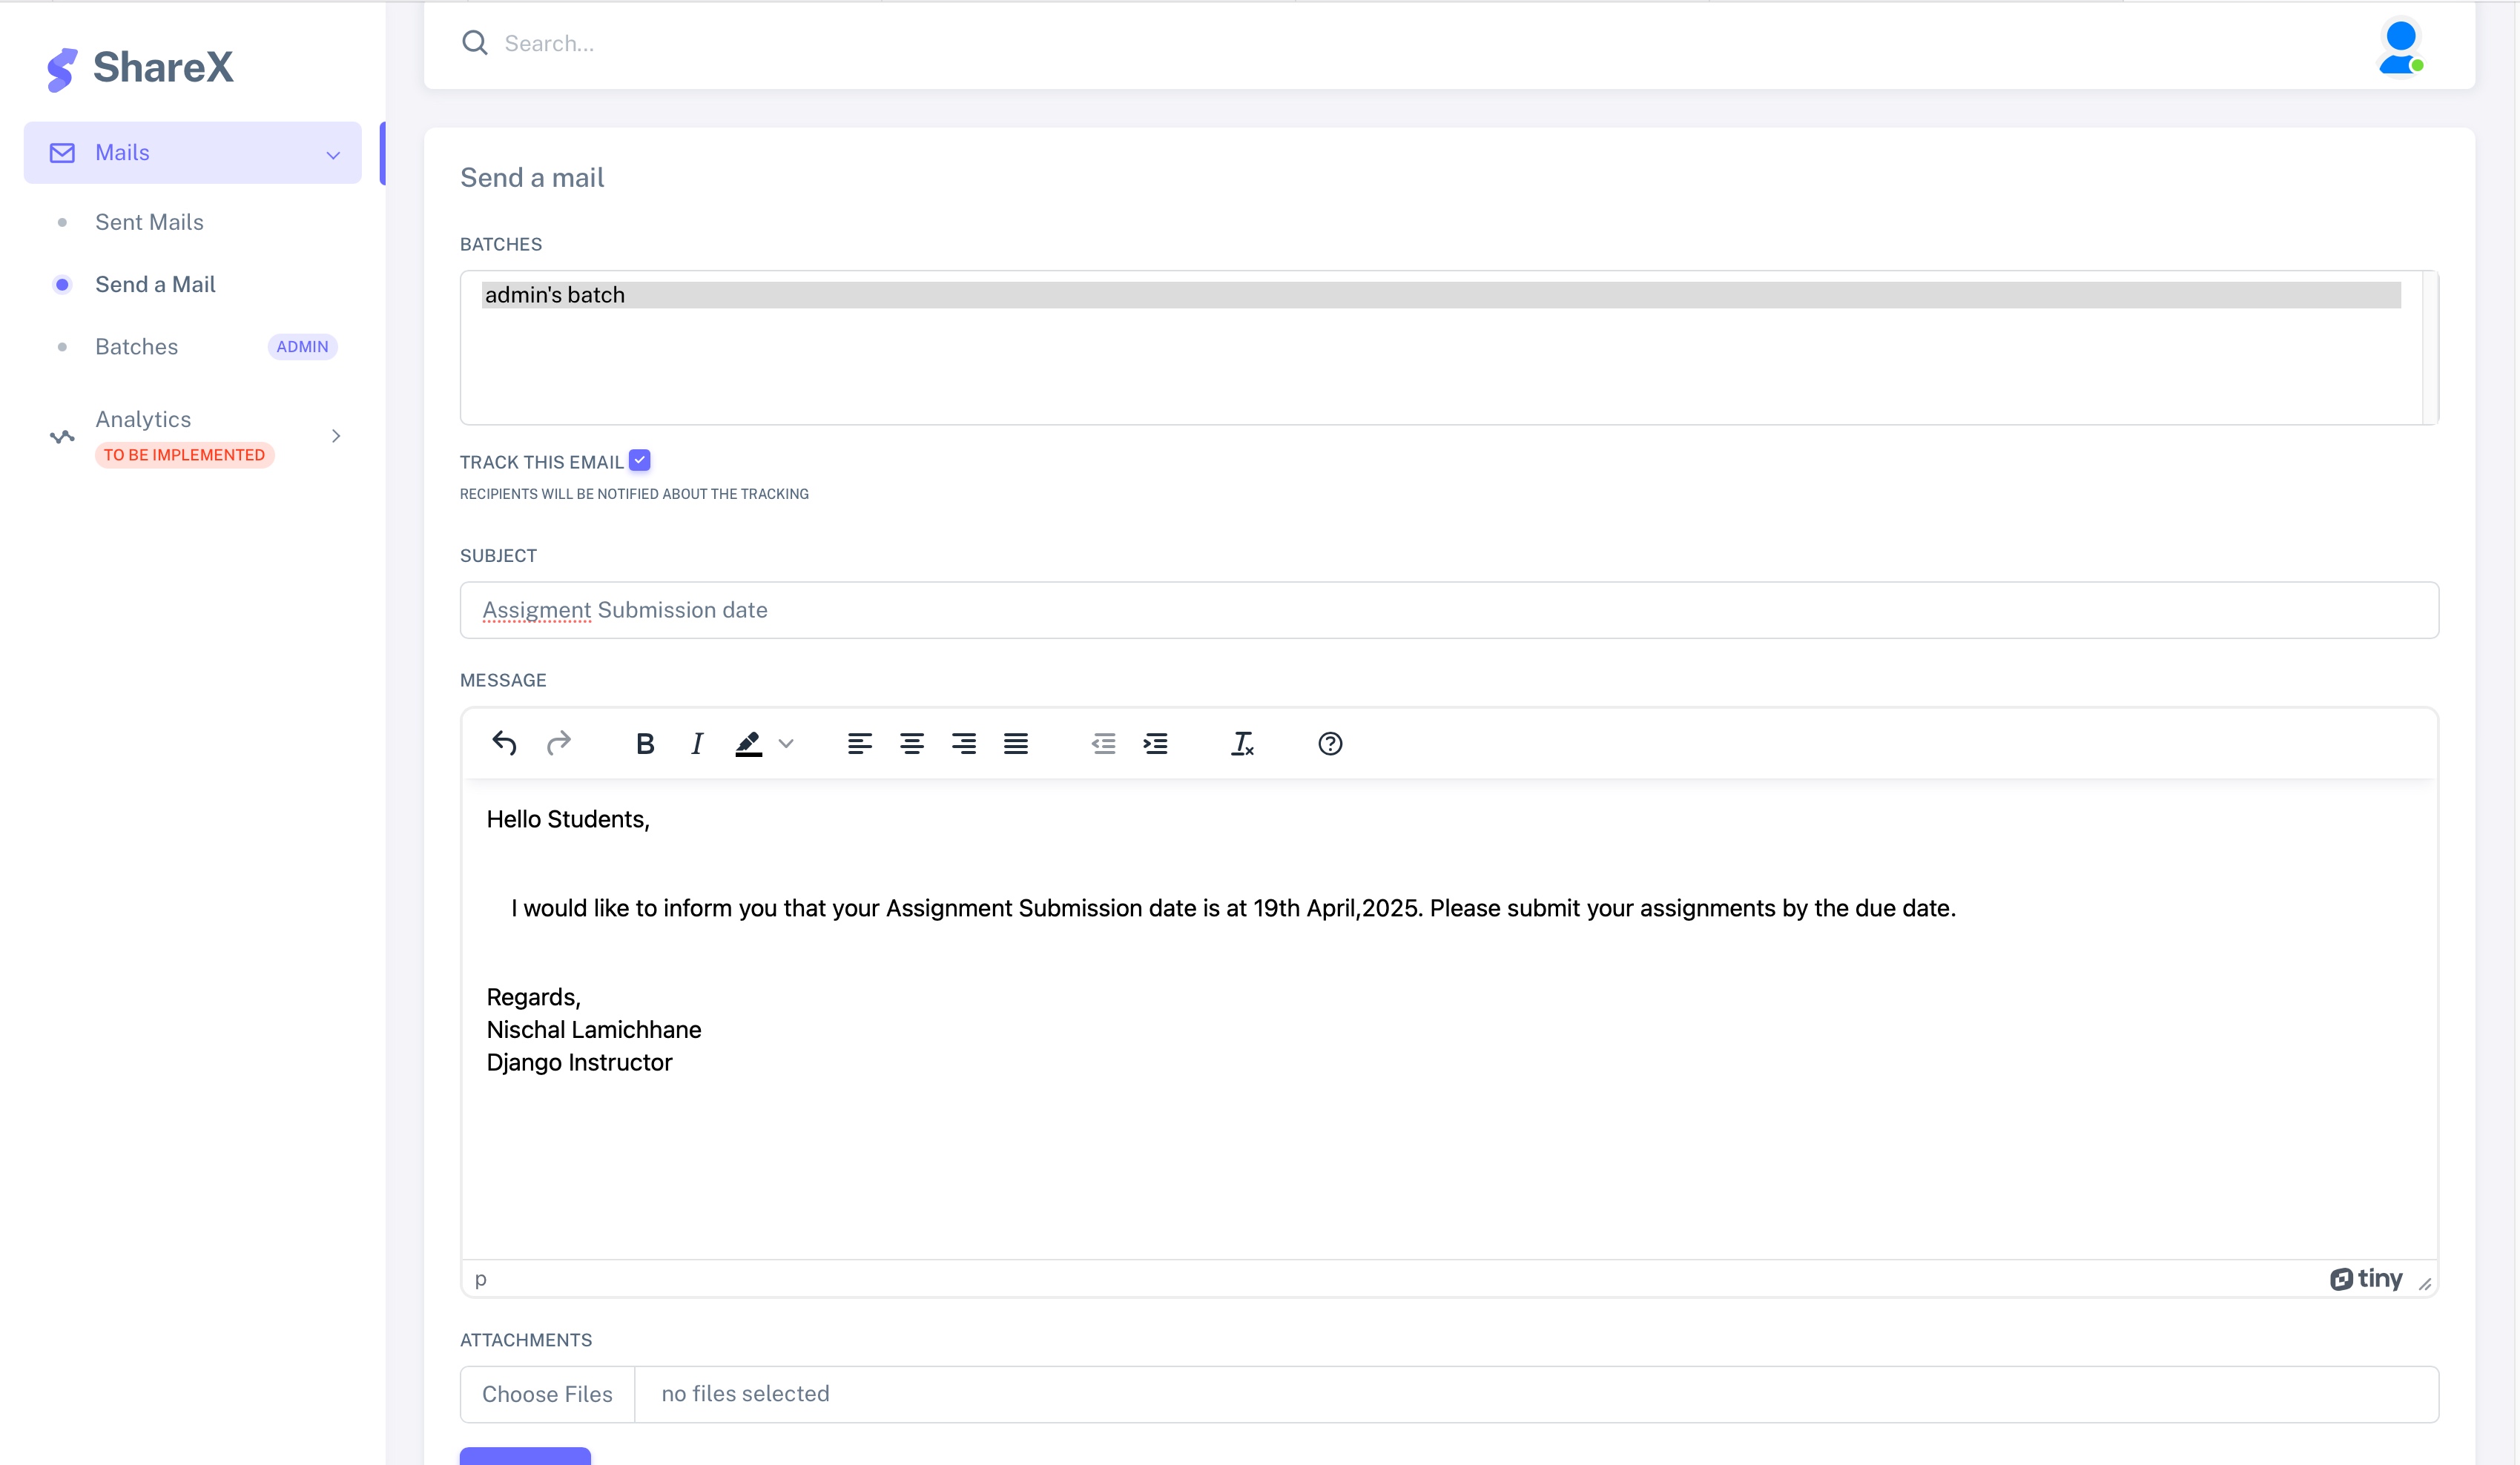 ShareX
Search...
Mails
Sent Mails
Send a Mail
Batches
ADMIN
Analytics
TO BE IMPLEMENTED
Send a mail
BATCHES
admin's batch
TRACK THIS EMAIL
RECIPIENTS WILL BE NOTIFIED ABOUT THE TRACKING
SUBJECT
Assigment Submission date
MESSAGE
Hello Students,
I would like to inform you that your Assignment Submission date is at 19th April,2025. Please submit your assignments by the due date.
Regards,
Nischal Lamichhane
Django Instructor
p
tiny
ATTACHMENTS
Choose Files no files selected